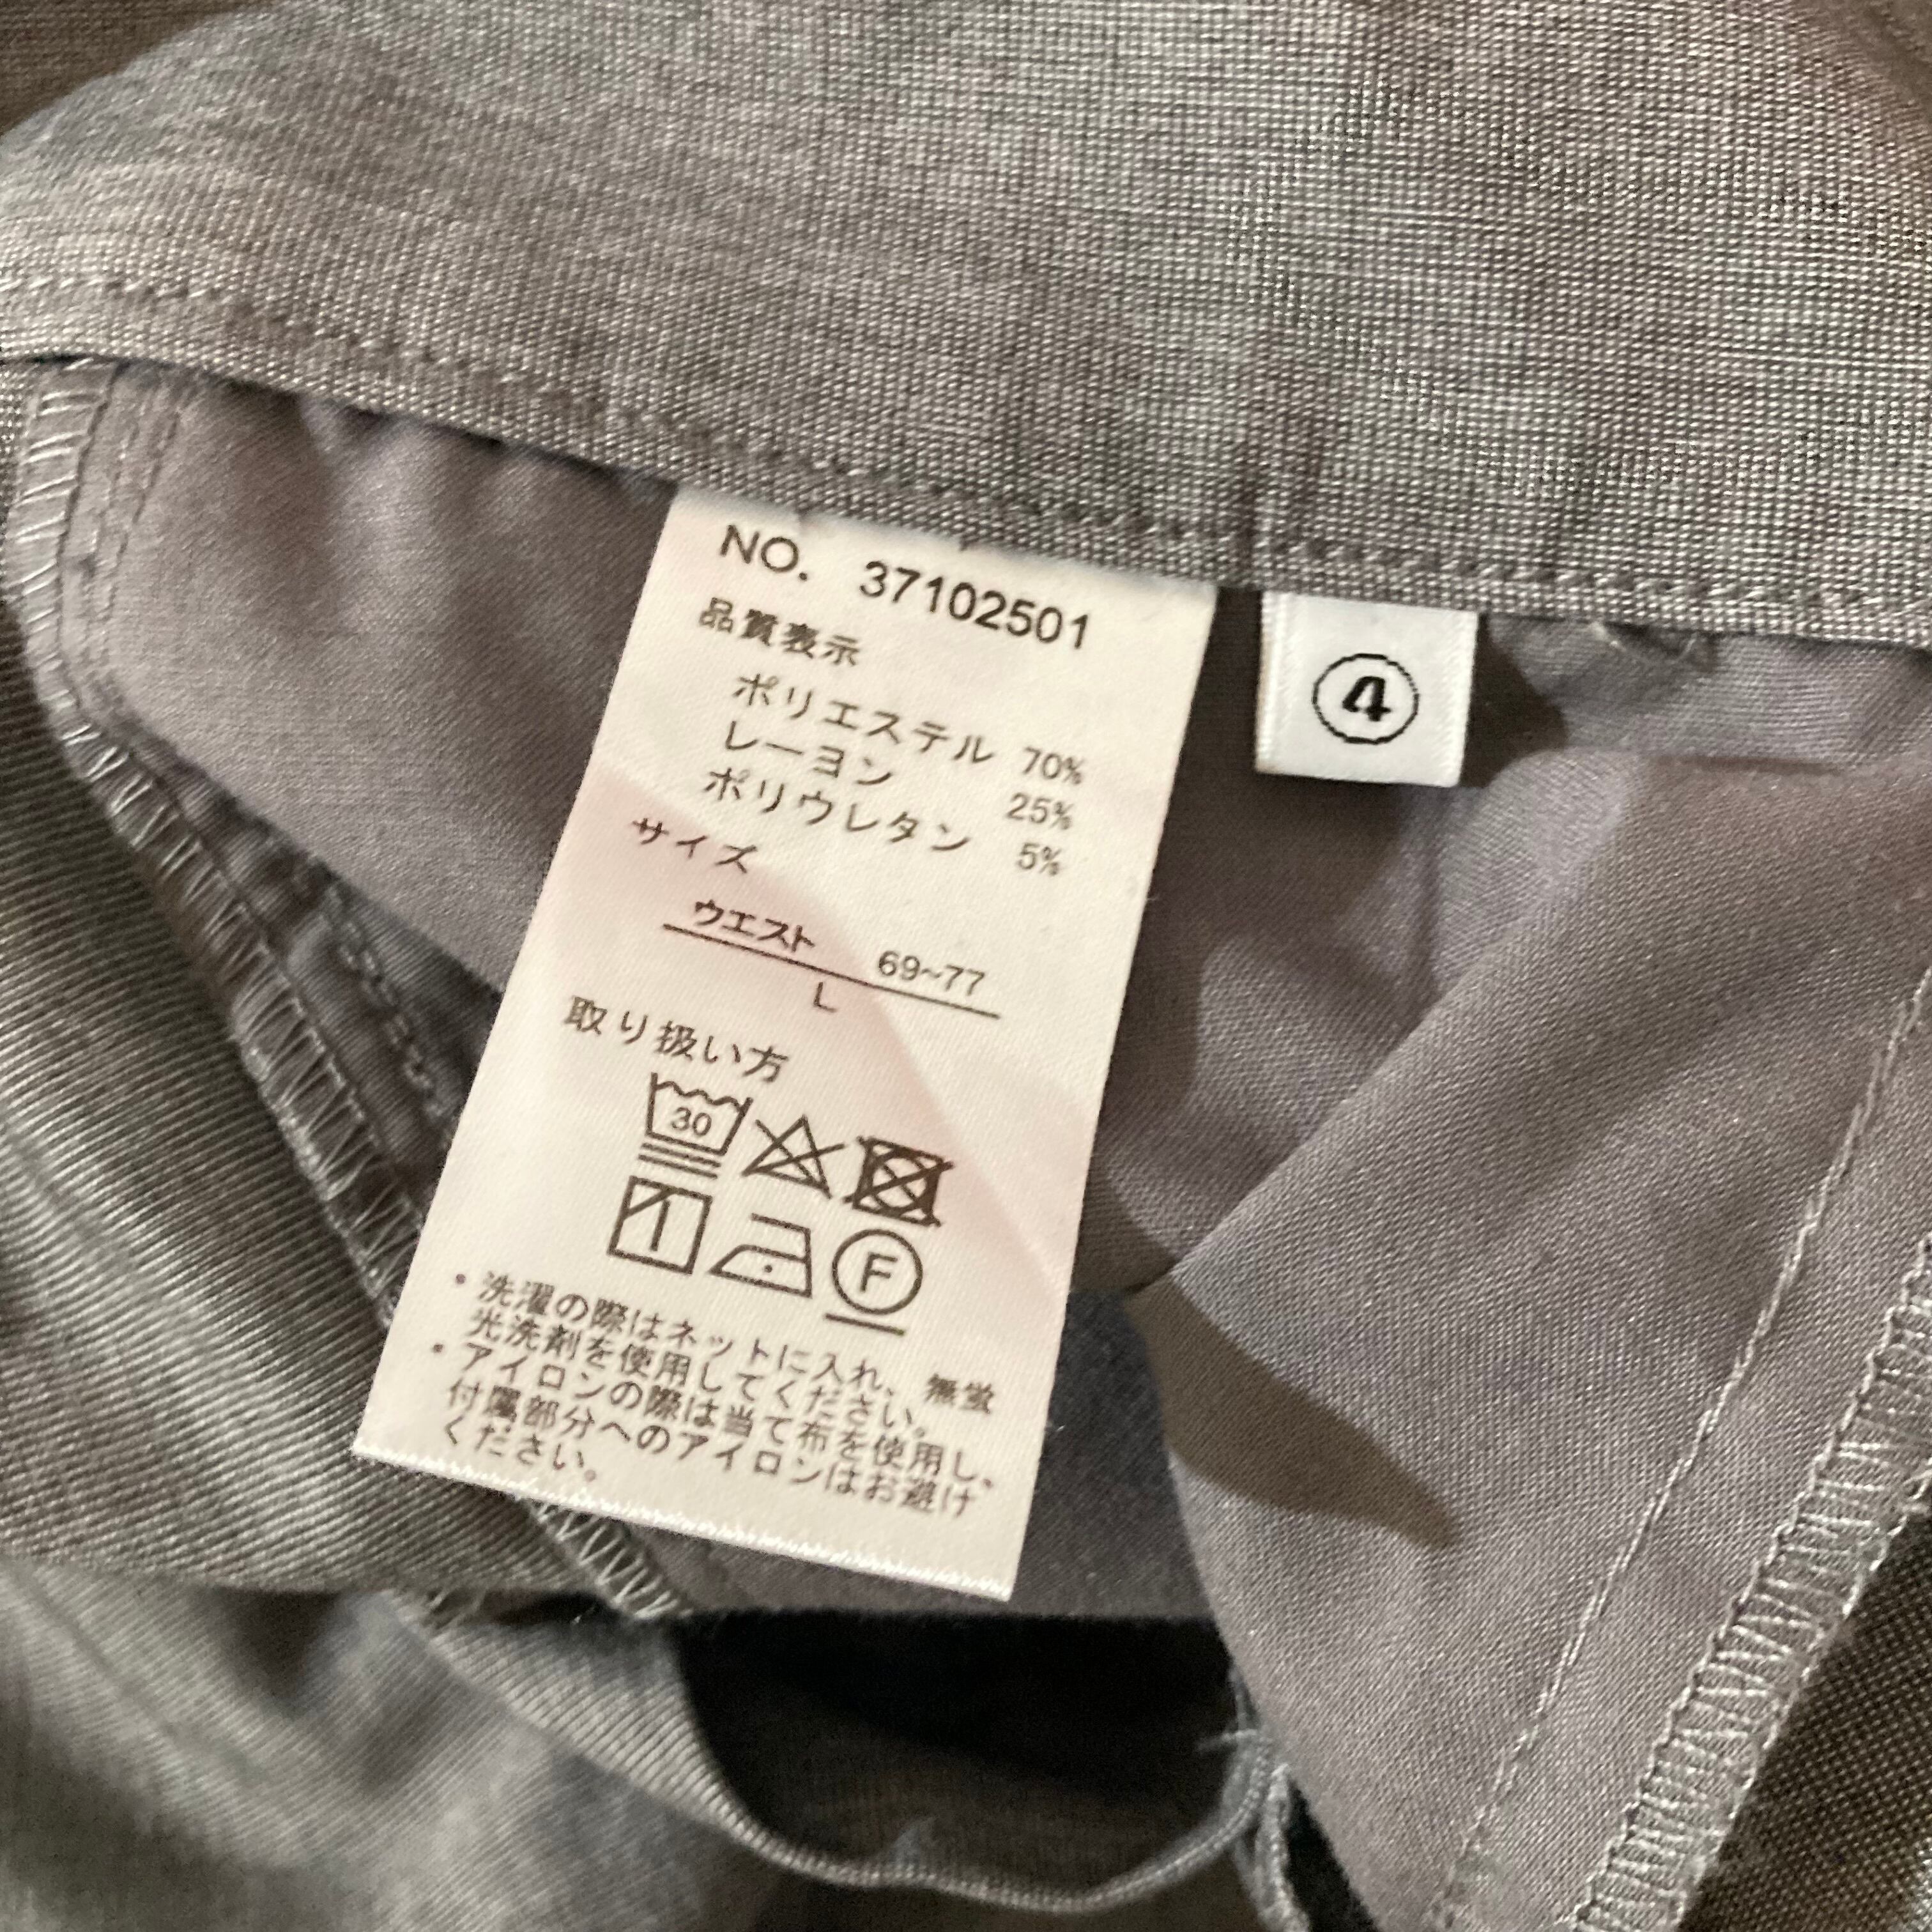 NO. 37102501
品質表示
ポリエステル 70%
レーヨン 25%
ポリウレタン 5%
サイズ
ウエスト 69~77
L
取り扱い方
30
F
・洗濯の際はネットに入れ、無蛍
光洗剤を使用してください。
・アイロンの際は当て布を使用し、
付属部分へのアイロンはお避け
ください。
④